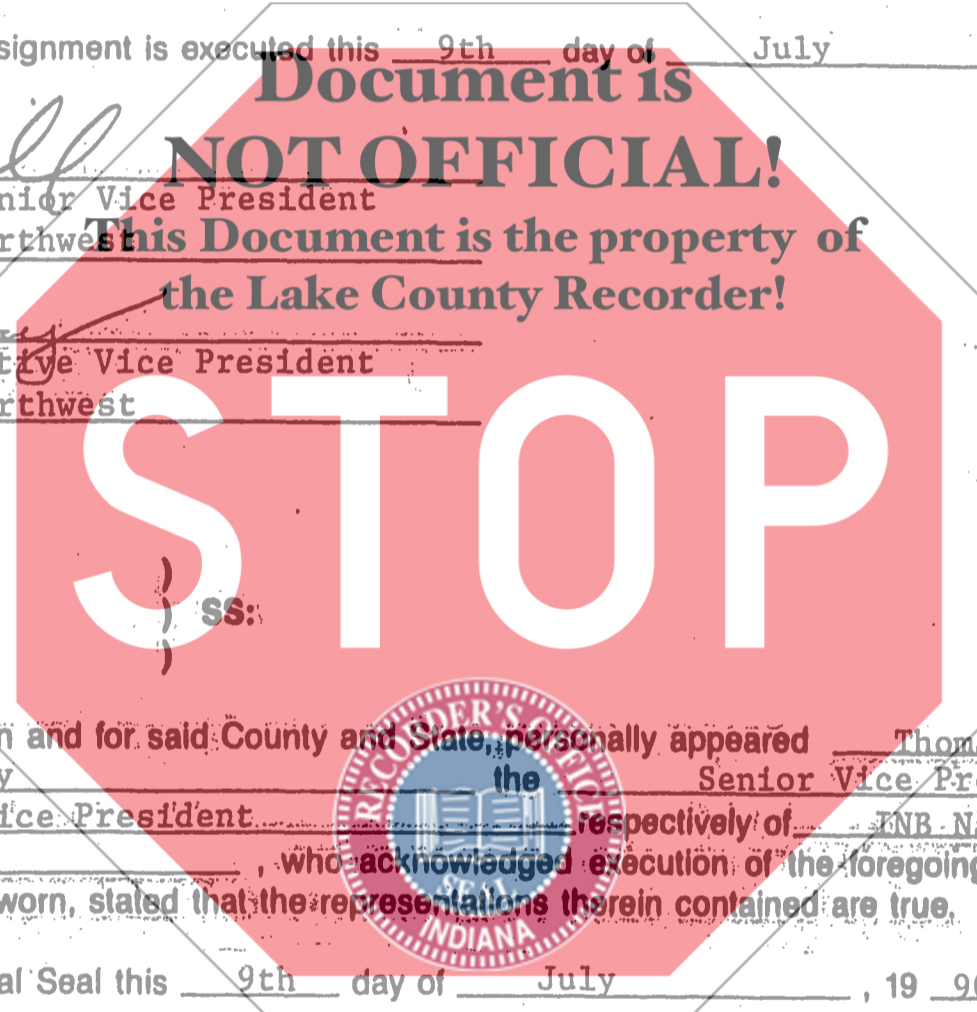 signment is executed this 9th day of July
Document is
NOT OFFICIAL!
nior Vice President
rthwest
This Document is the property of
the Lake County Recorder!
tive Vice President
rthwest
STOP
) SS:
n and for said County and State, personally appeared Thom
y the Senior Vice Pre
ice President respectively of INB N
, who acknowledged execution of the foregoing
worn, stated that the representations therein contained are true.
RECORDER'S OFFICE
SEAL
INDIANA
al Seal this 9th day of July , 19 90